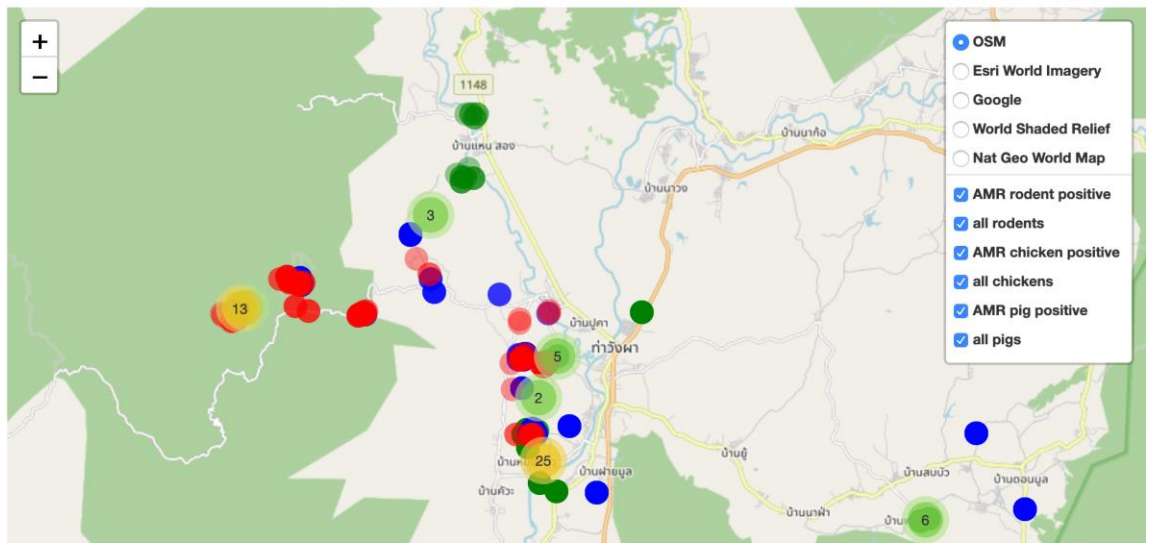 +
−
1148
บ้านแหน สอง
บ้านนาก้อ
บ้านนาวง
3
13
บ้านปูคา
ท่าวังผา
5
2
25
บ้านฝายมูล
บ้านคัวะ
บ้านยู้
บ้านสบบัว
บ้านดอนมูล
บ้านนาฝ่า
6
OSM
Esri World Imagery
Google
World Shaded Relief
Nat Geo World Map
AMR rodent positive
all rodents
AMR chicken positive
all chickens
AMR pig positive
all pigs